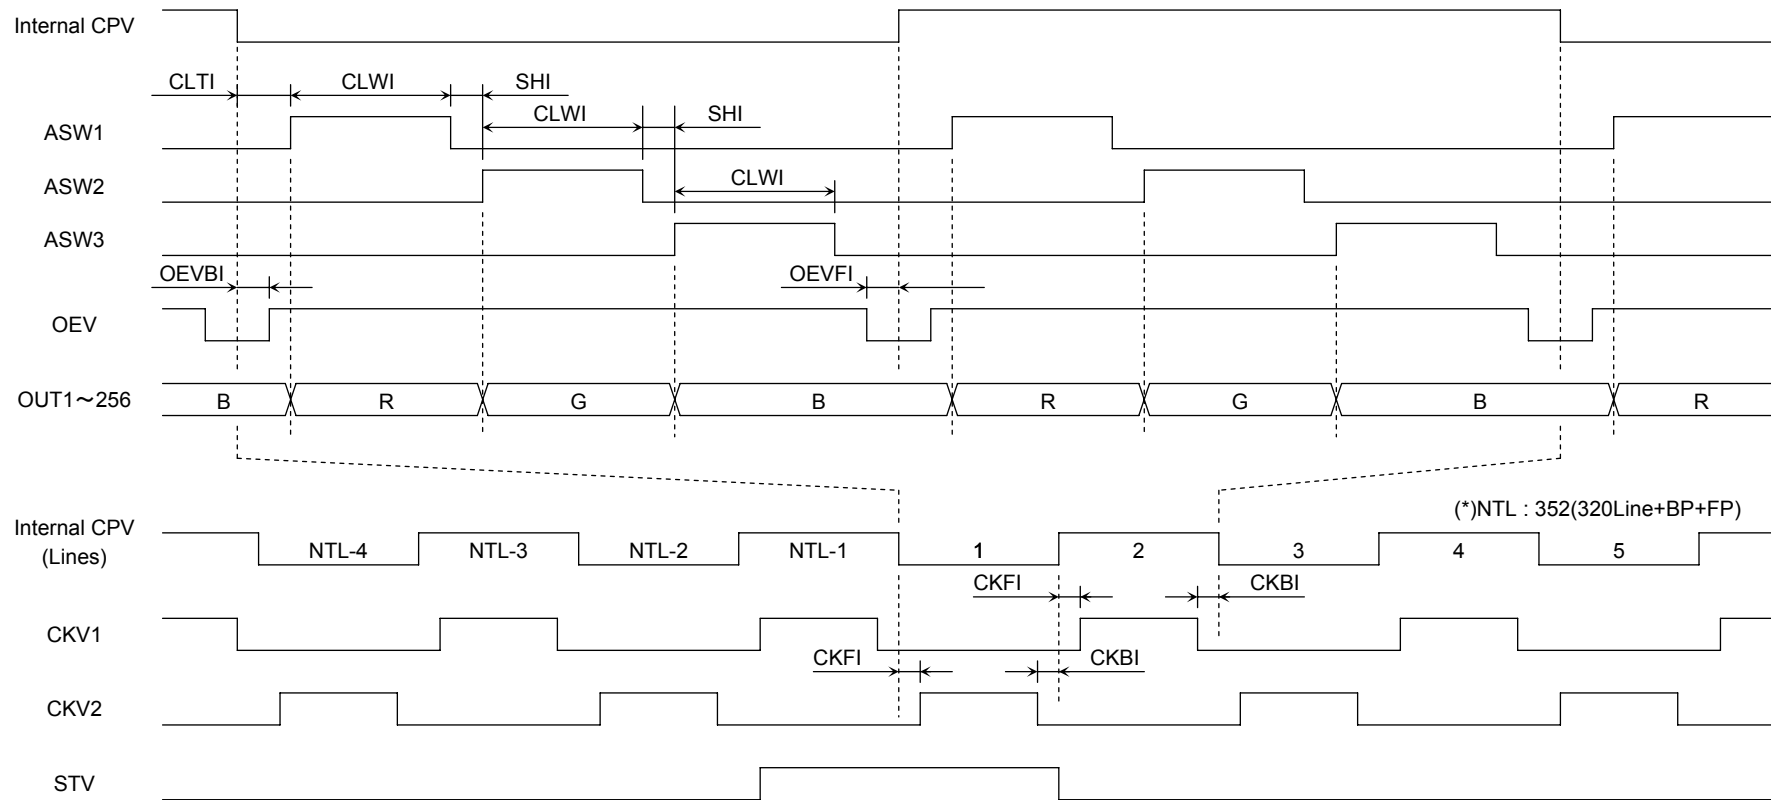 Internal CPV
CLTI CLWI SHI
CLWI SHI
ASW1
ASW2 CLWI
ASW3
OEVBI OEVFI
OEV
OUT1～256 B R G B R G B R
(*)NTL : 352(320Line+BP+FP)
Internal CPV
(Lines)
NTL-4 NTL-3 NTL-2 NTL-1 1 2 3 4 5
CKFI CKBI
CKV1
CKFI CKBI
CKV2
STV